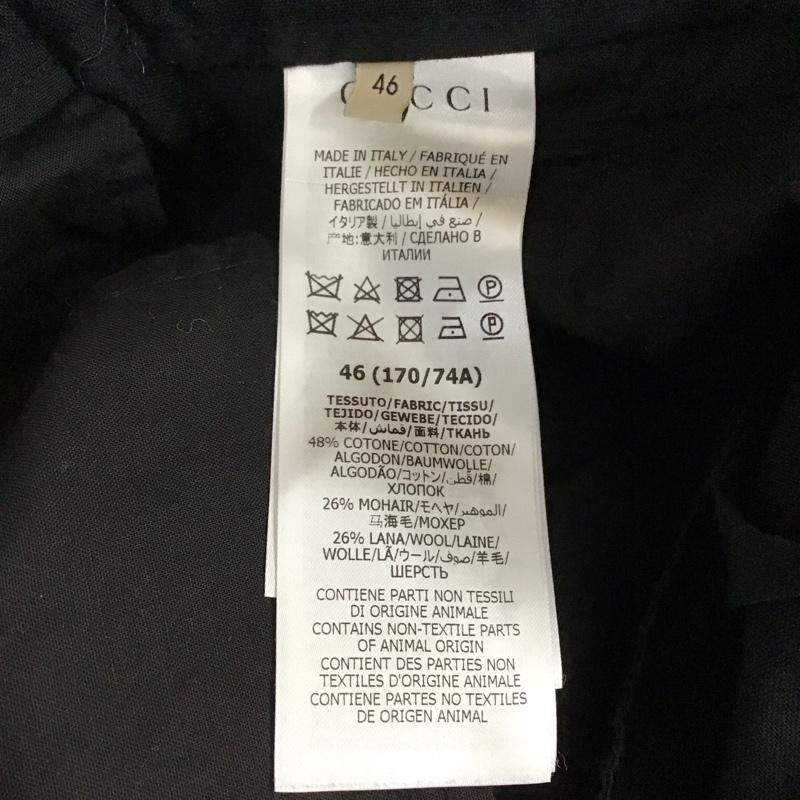 46
GUCCI
MADE IN ITALY / FABRIQUÉ EN
ITALIE / HECHO EN ITALIA /
HERGESTELLT IN ITALIEN /
FABRICADO EM ITÁLIA /
イタリア製 / صنع في إيطاليا /
产地:意大利 / СДЕЛАНО В
ИТАЛИИ
P
P
46 (170/74A)
TESSUTO/FABRIC/TISSU/
TEJIDO/GEWEBE/TECIDO/
本体/قماش/面料/ТКАНЬ
48% COTONE/COTTON/COTON/
ALGODON/BAUMWOLLE/
ALGODÃO/コットン/قطن/棉/
ХЛОПОК
26% MOHAIR/モヘヤ/الموهير/
马海毛/МОХЕР
26% LANA/WOOL/LAINE/
WOLLE/LÃ/ウール/صوف/羊毛/
ШЕРСТЬ
CONTIENE PARTI NON TESSILI
DI ORIGINE ANIMALE
CONTAINS NON-TEXTILE PARTS
OF ANIMAL ORIGIN
CONTIENT DES PARTIES NON
TEXTILES D'ORIGINE ANIMALE
CONTIENE PARTES NO TEXTILES
DE ORIGEN ANIMAL